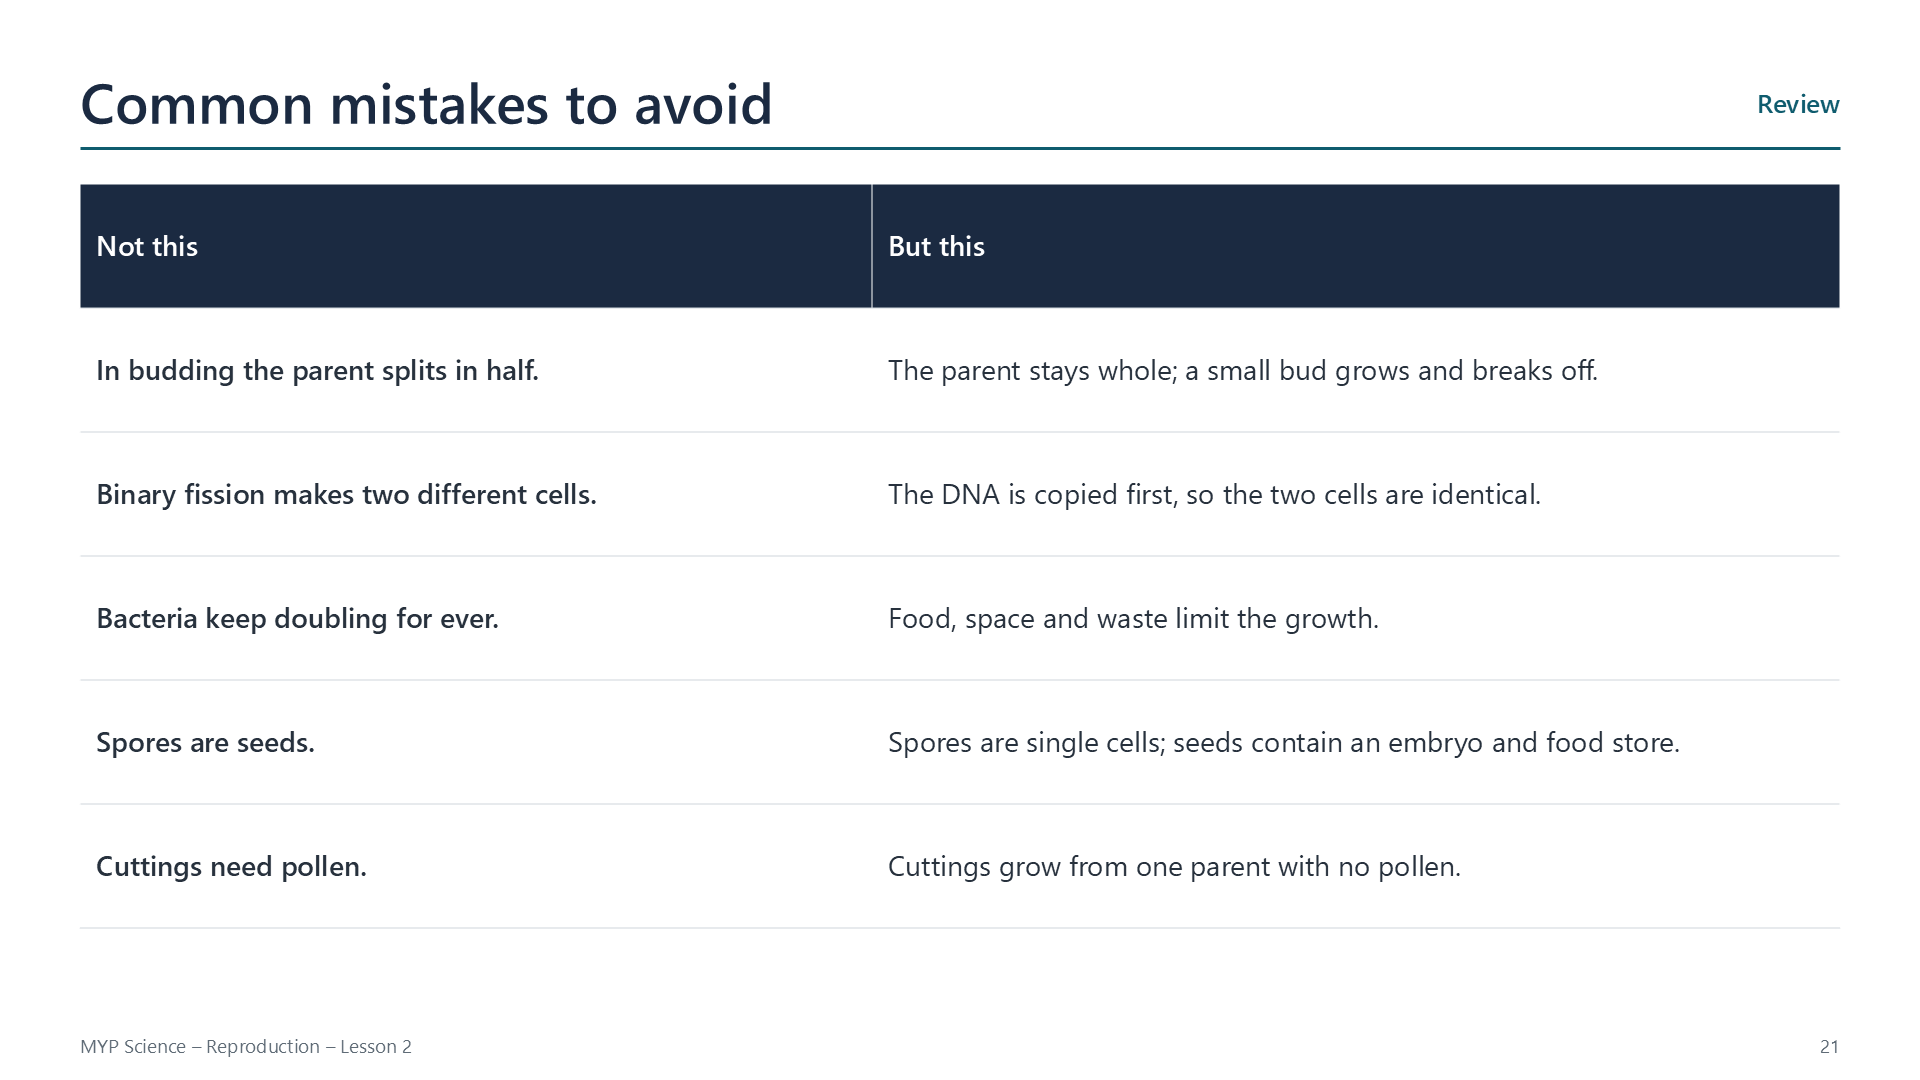 Common mistakes to avoid
Review
Not this
But this
In budding the parent splits in half.
The parent stays whole; a small bud grows and breaks off.
Binary fission makes two different cells.
The DNA is copied first, so the two cells are identical.
Bacteria keep doubling for ever.
Food, space and waste limit the growth.
Spores are seeds.
Spores are single cells; seeds contain an embryo and food store.
Cuttings need pollen.
Cuttings grow from one parent with no pollen.
MYP Science – Reproduction – Lesson 2
21